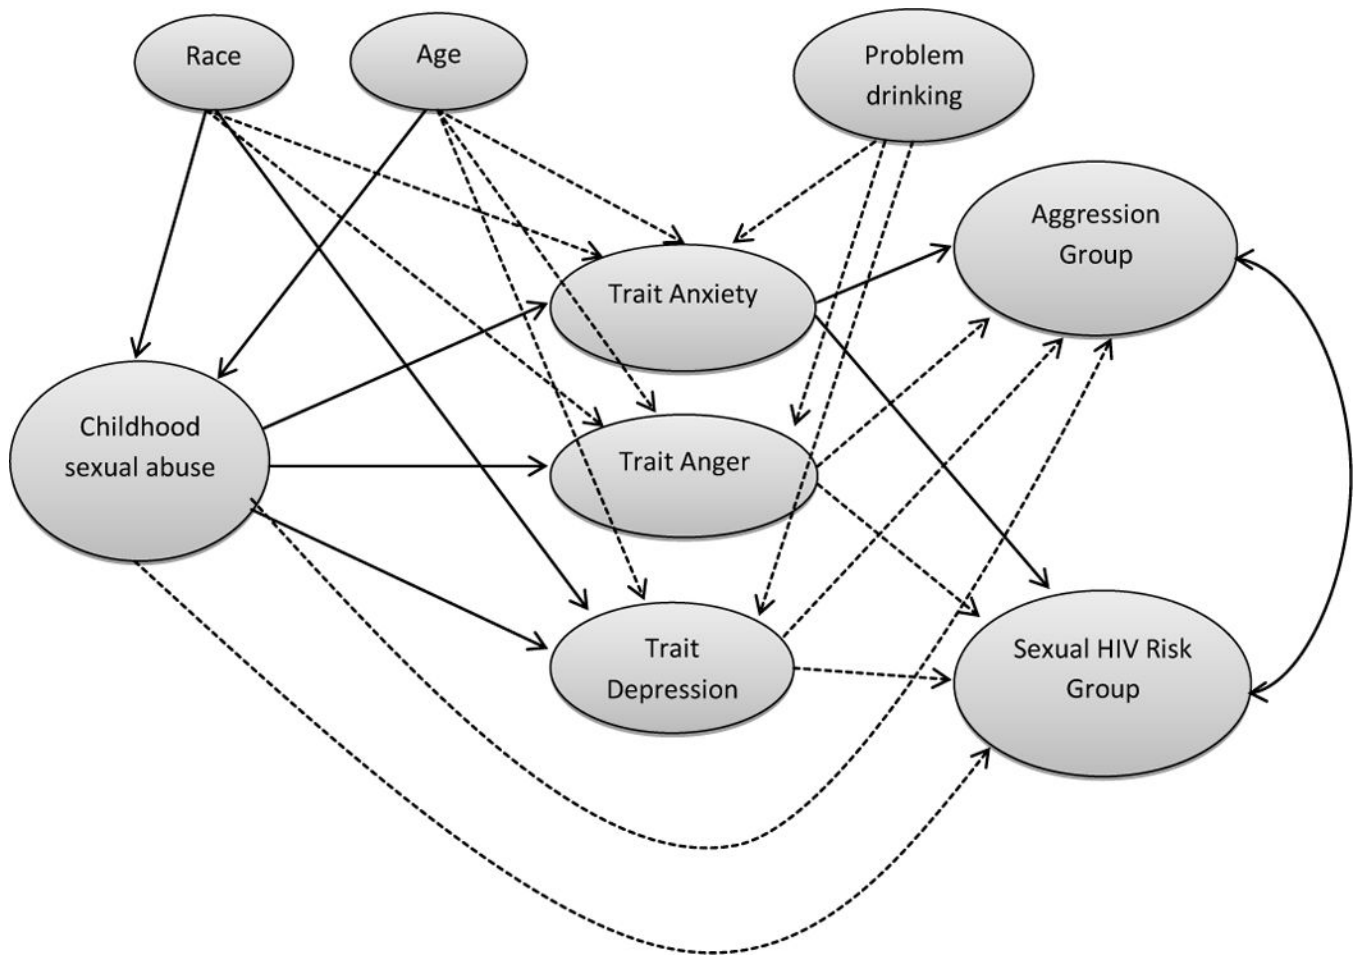 Race
Age
Problem
drinking
Aggression
Group
Trait Anxiety
Childhood
sexual abuse
Trait Anger
Trait
Depression
Sexual HIV Risk
Group